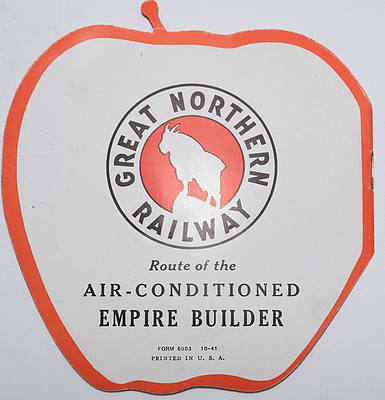 GREAT NORTHERN
RAILWAY
Route of the
AIR-CONDITIONED
EMPIRE BUILDER
FORM 6003 10-41
PRINTED IN U. S. A.